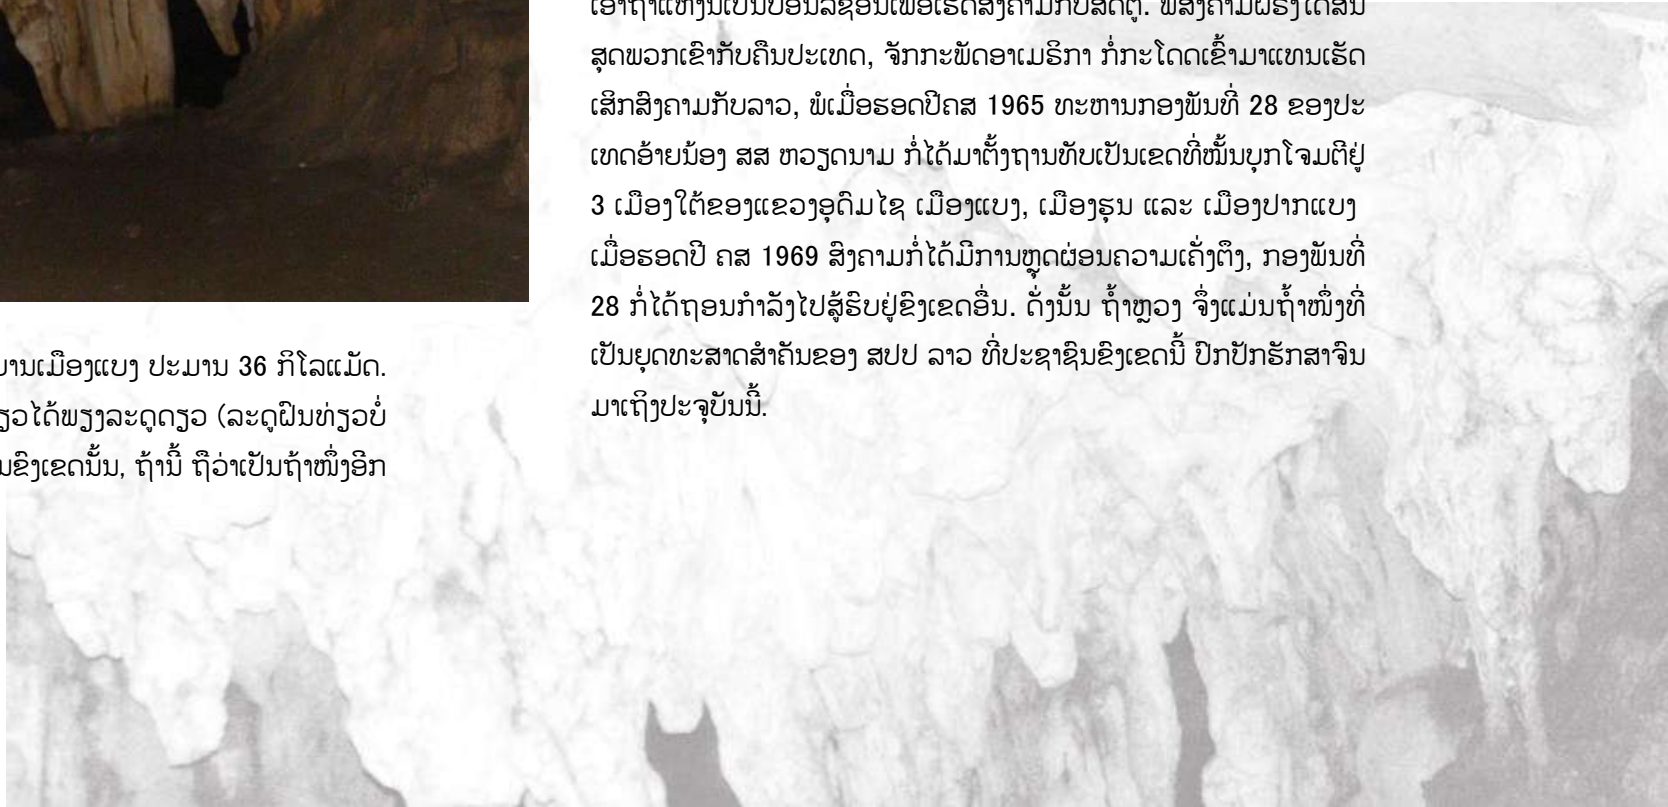 ບານເມືອງແບງ ປະມານ 36 ກິໂລແມັດ.
ຽວໄດ້ພຽງລະດູດຽວ (ລະດູຝົນທ່ຽວບໍ່
ນຂົງເຂດນັ້ນ, ຖ້ຳນີ້ ຖືວ່າເປັນຖ້ຳໜຶ່ງອີກ
ສຸດພວກເຂົາກັບຄືນປະເທດ, ຈັກກະພັດອາເມຣິກາ ກໍ່ກະໂດດເຂົ້າມາແທນເຮັດ
ເສິກສົງຄາມກັບລາວ, ພໍເມື່ອຮອດປີຄສ 1965 ທະຫານກອງພັນທີ່ 28 ຂອງປະ
ເທດອ້າຍນ້ອງ ສສ ຫວຽດນາມ ກໍ່ໄດ້ມາຕັ້ງຖານທັບເປັນເຂດທີ່ໝັ້ນບຸກໂຈມຕີຢູ່
3 ເມືອງໃຕ້ຂອງແຂວງອຸດົມໄຊ ເມືອງແບງ, ເມືອງຮຸນ ແລະ ເມືອງປາກແບງ
ເມື່ອຮອດປີ ຄສ 1969 ສົງຄາມກໍ່ໄດ້ມີການຫຼຸດຜ່ອນຄວາມເຄັ່ງຕຶງ, ກອງພັນທີ່
28 ກໍ່ໄດ້ຖອນກຳລັງໄປສູ້ຮົບຢູ່ຂົງເຂດອື່ນ. ດັ່ງນັ້ນ ຖ້ຳຫຼວງ ຈຶ່ງແມ່ນຖ້ຳໜຶ່ງທີ່
ເປັນຍຸດທະສາດສຳຄັນຂອງ ສປປ ລາວ ທີ່ປະຊາຊົນຂົງເຂດນີ້ ປົກປັກຮັກສາຈົນ
ມາເຖິງປະຈຸບັນນີ້.